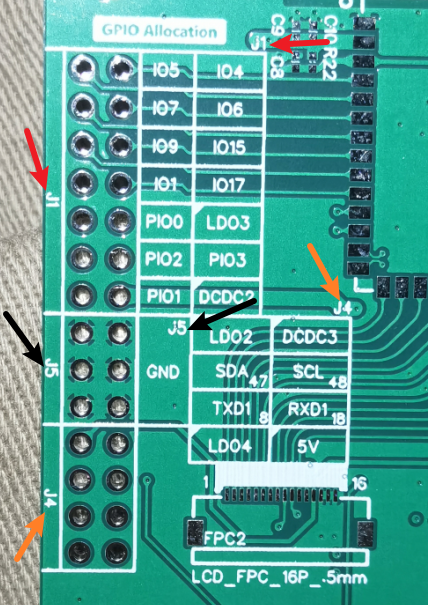 GPIO Allocation
C9
C10
J1
C8
R22
IO5 IO4
IO7 IO6
IO9 IO15
IO1 IO17
J1
PIO0 LDO3
PIO2 PIO3
PIO1 DCDC2
J4
J5
LDO2 DCDC3
J5
GND
SDA 47 SCL 48
TXD1 8 RXD1 18
LDO4 5V
1 16
J4
FPC2
LCD_FPC_16P_.5mm